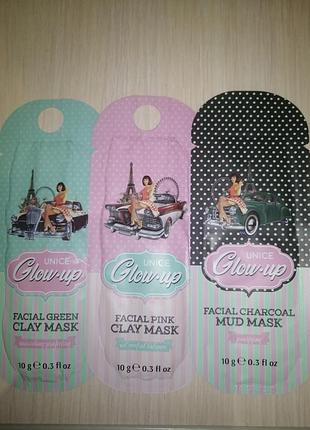 UNICE
Glow-up
FACIAL GREEN
CLAY MASK
10 g ℮ 0.3 fl oz
UNICE
Glow-up
FACIAL PINK
CLAY MASK
10 g ℮ 0.3 fl oz
UNICE
Glow-up
FACIAL CHARCOAL
MUD MASK
10 g ℮ 0.3 fl oz